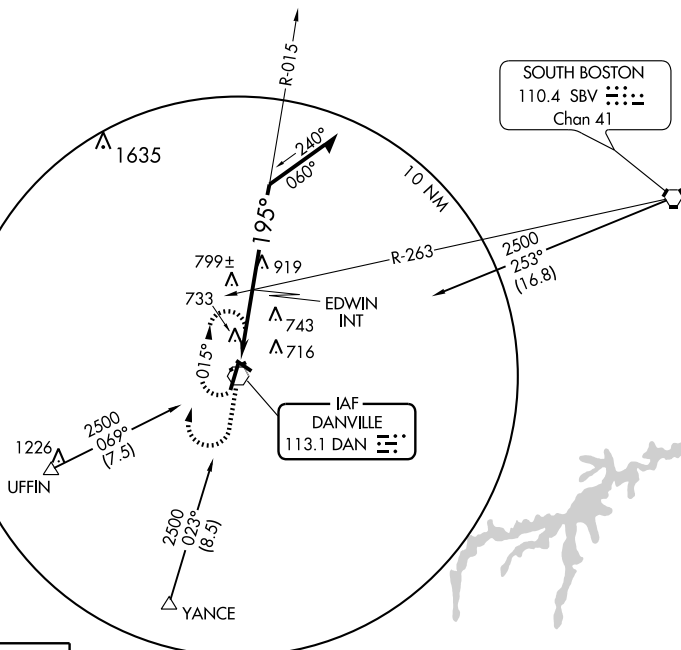 R-015
SOUTH BOSTON
110.4 SBV
Chan 41
1635
240°
060°
10 NM
195°
R-263
2500
253°
(16.8)
799±
919
EDWIN
INT
733
743
716
015°
IAF
DANVILLE
113.1 DAN
2500
069°
(7.5)
1226
UFFIN
2500
023°
(8.5)
YANCE